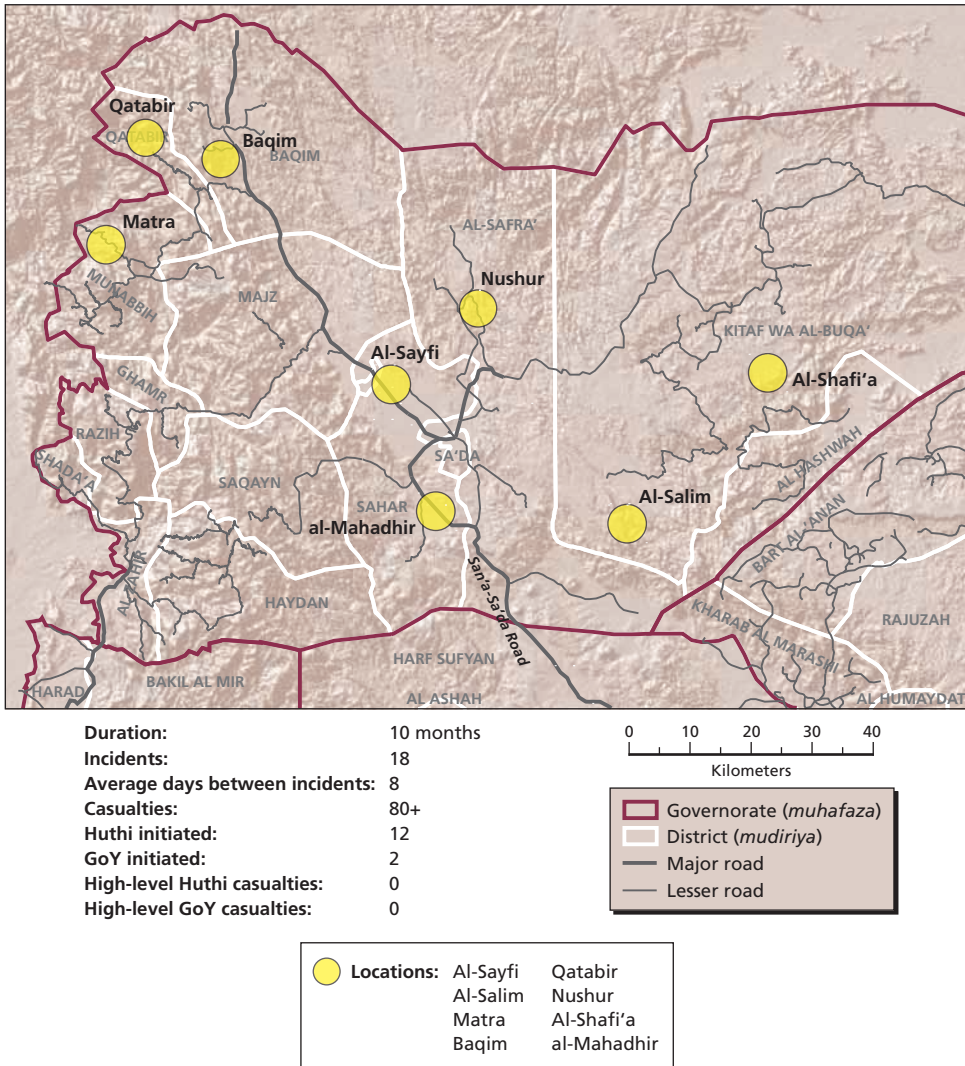 Qatabir
QATABIR
Baqim
BAQIM
Matra
MUNABBIH
AL-SAFRA'
Nushur
MAJZ
KITAF WA AL-BUQA'
Al-Sayfi
Al-Shafi‘a
GHAMR
RAZIH
SHADA'A
SA'DA
SAQAYN
AL HASHWAH
Al-Salim
SAHAR
al-Mahadhir
BART AL 'ANAN
AL ZAHIR
HAYDAN
San‘a-Sa‘da Road
KHARAB AL MARASHI
RAJUZAH
HARF SUFYAN
HARAD
BAKIL AL MIR
AL ASHAH
AL HUMAYDAT
Duration: 10 months
Incidents: 18
Average days between incidents: 8
Casualties: 80+
Huthi initiated: 12
GoY initiated: 2
High-level Huthi casualties: 0
High-level GoY casualties: 0
0 10 20 30 40
Kilometers
Governorate (muhafaza)
District (mudiriya)
Major road
Lesser road
Locations: Al-Sayfi Qatabir
Al-Salim Nushur
Matra Al-Shafi‘a
Baqim al-Mahadhir